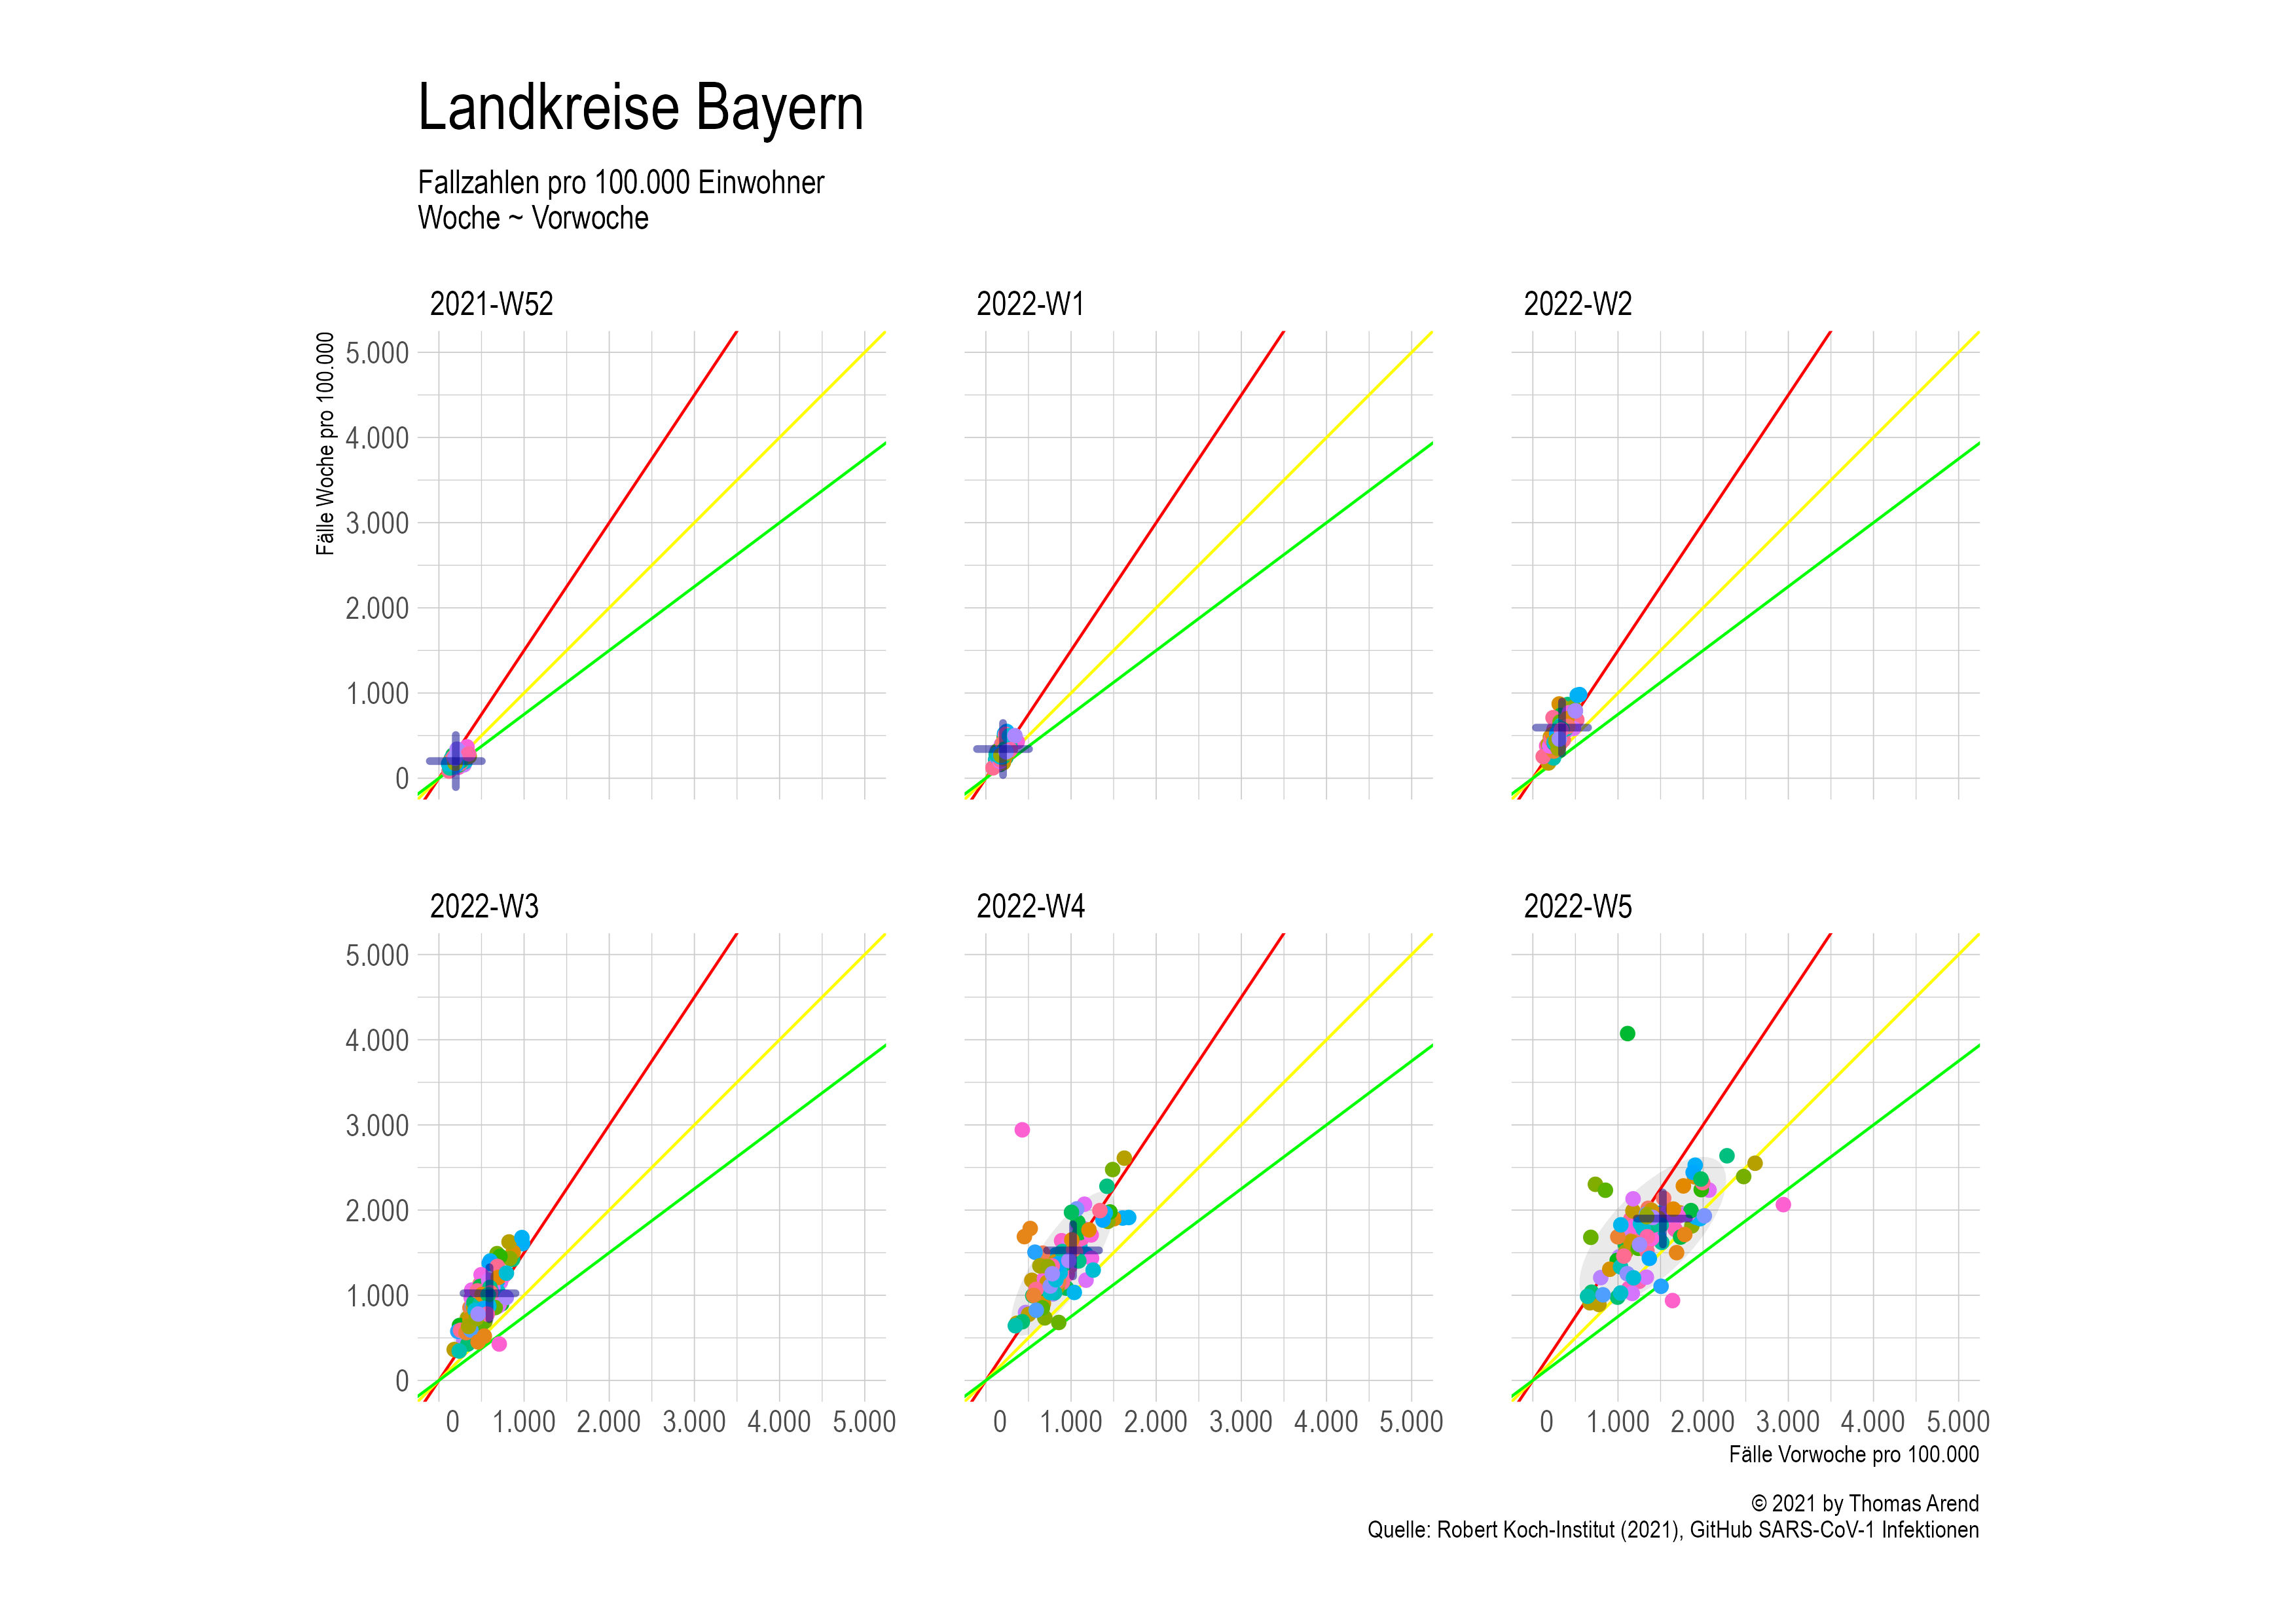 Landkreise Bayern
Fallzahlen pro 100.000 Einwohner
Woche ~ Vorwoche
2021-W52
2022-W1
2022-W2
Fälle Woche pro 100.000
5.000
4.000
3.000
2.000
1.000
0
2022-W3
2022-W4
2022-W5
5.000
4.000
3.000
2.000
1.000
0
0 1.000 2.000 3.000 4.000 5.000
0 1.000 2.000 3.000 4.000 5.000
0 1.000 2.000 3.000 4.000 5.000
Fälle Vorwoche pro 100.000
© 2021 by Thomas Arend
Quelle: Robert Koch-Institut (2021), GitHub SARS-CoV-1 Infektionen